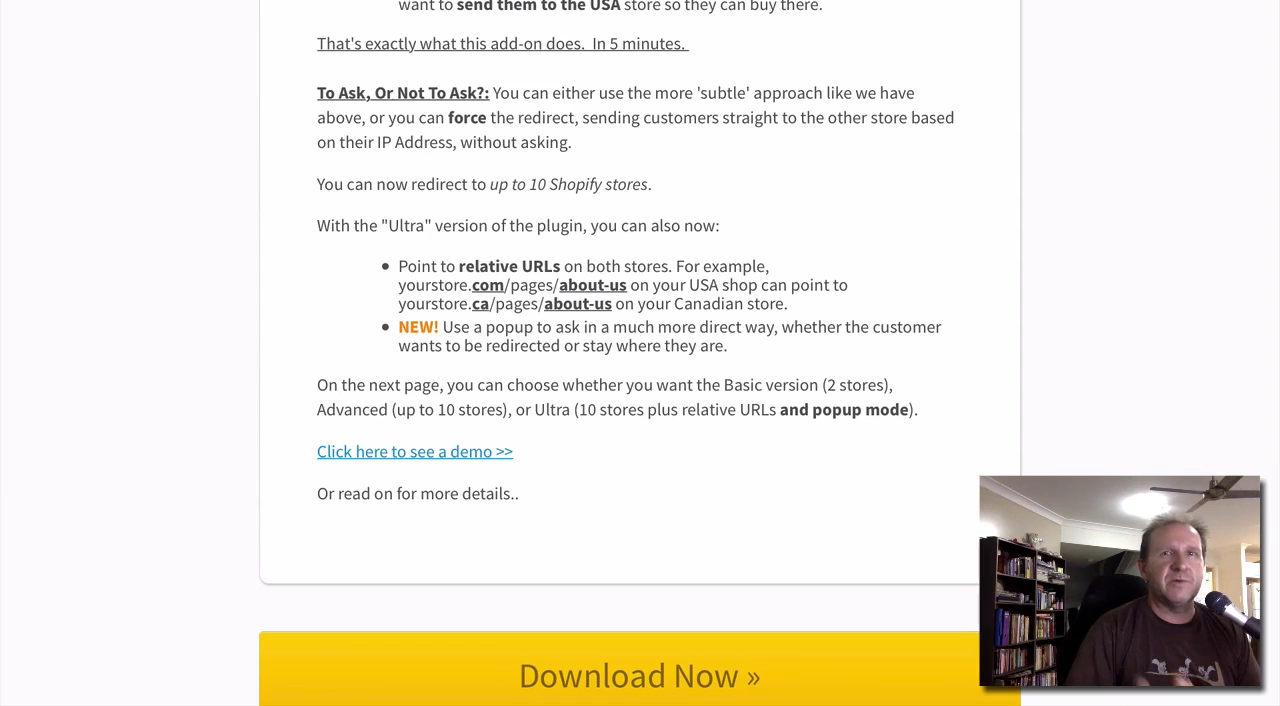 want to send them to the USA store so they can buy there.
That's exactly what this add-on does.  In 5 minutes.
To Ask, Or Not To Ask?: You can either use the more 'subtle' approach like we have
above, or you can force the redirect, sending customers straight to the other store based
on their IP Address, without asking.
You can now redirect to up to 10 Shopify stores.
With the "Ultra" version of the plugin, you can also now:
Point to relative URLs on both stores. For example,
yourstore.com/pages/about-us on your USA shop can point to
yourstore.ca/pages/about-us on your Canadian store.
NEW! Use a popup to ask in a much more direct way, whether the customer
wants to be redirected or stay where they are.
On the next page, you can choose whether you want the Basic version (2 stores),
Advanced (up to 10 stores), or Ultra (10 stores plus relative URLs and popup mode).
Click here to see a demo >>
Or read on for more details..
Download Now »